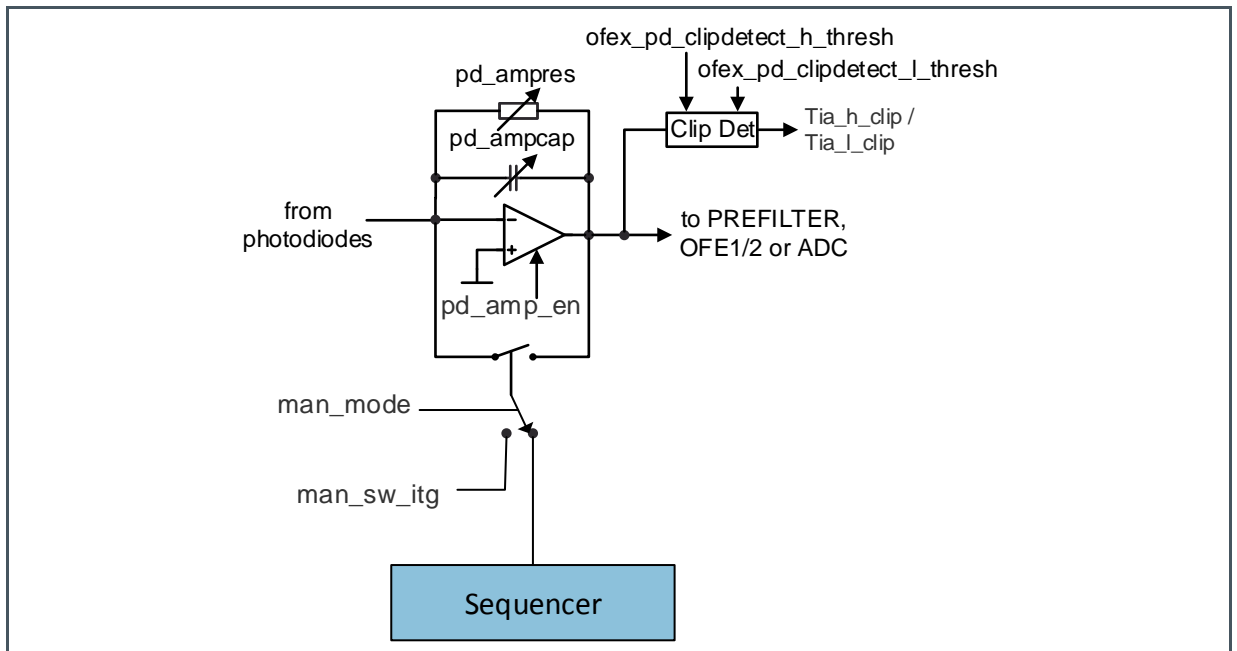 ofex_pd_clipdetect_h_thresh
ofex_pd_clipdetect_l_thresh
pd_ampres
Clip Det
Tia_h_clip /
Tia_l_clip
pd_ampcap
from
photodiodes
to PREFILTER,
OFE1/2 or ADC
pd_amp_en
man_mode
man_sw_itg
Sequencer